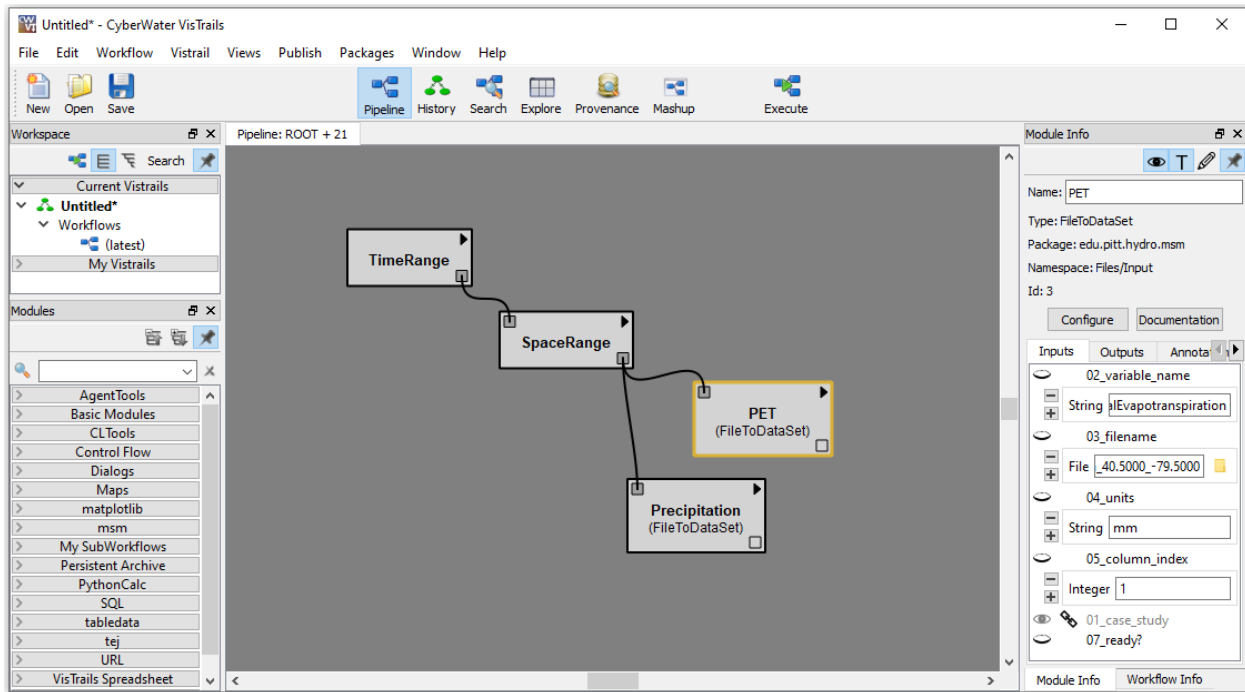 Untitled* - CyberWater VisTrails
File Edit Workflow Vistrail Views Publish Packages Window Help
New Open Save Pipeline History Search Explore Provenance Mashup Execute
Workspace
Search
Current Vistrails
Untitled*
Workflows
(latest)
My Vistrails
Modules
AgentTools
Basic Modules
CLTools
Control Flow
Dialogs
Maps
matplotlib
msm
My SubWorkflows
Persistent Archive
PythonCalc
SQL
tabledata
tej
URL
VisTrails Spreadsheet
Pipeline: ROOT + 21
TimeRange
SpaceRange
PET
(FileToDataSet)
Precipitation
(FileToDataSet)
Module Info
T
Name: PET
Type: FileToDataSet
Package: edu.pitt.hydro.msm
Namespace: Files/Input
Id: 3
Configure Documentation
Inputs Outputs Annotat
02_variable_name
String alEvapotranspiration
03_filename
File _40.5000_-79.5000
04_units
String mm
05_column_index
Integer 1
01_case_study
07_ready?
Module Info Workflow Info